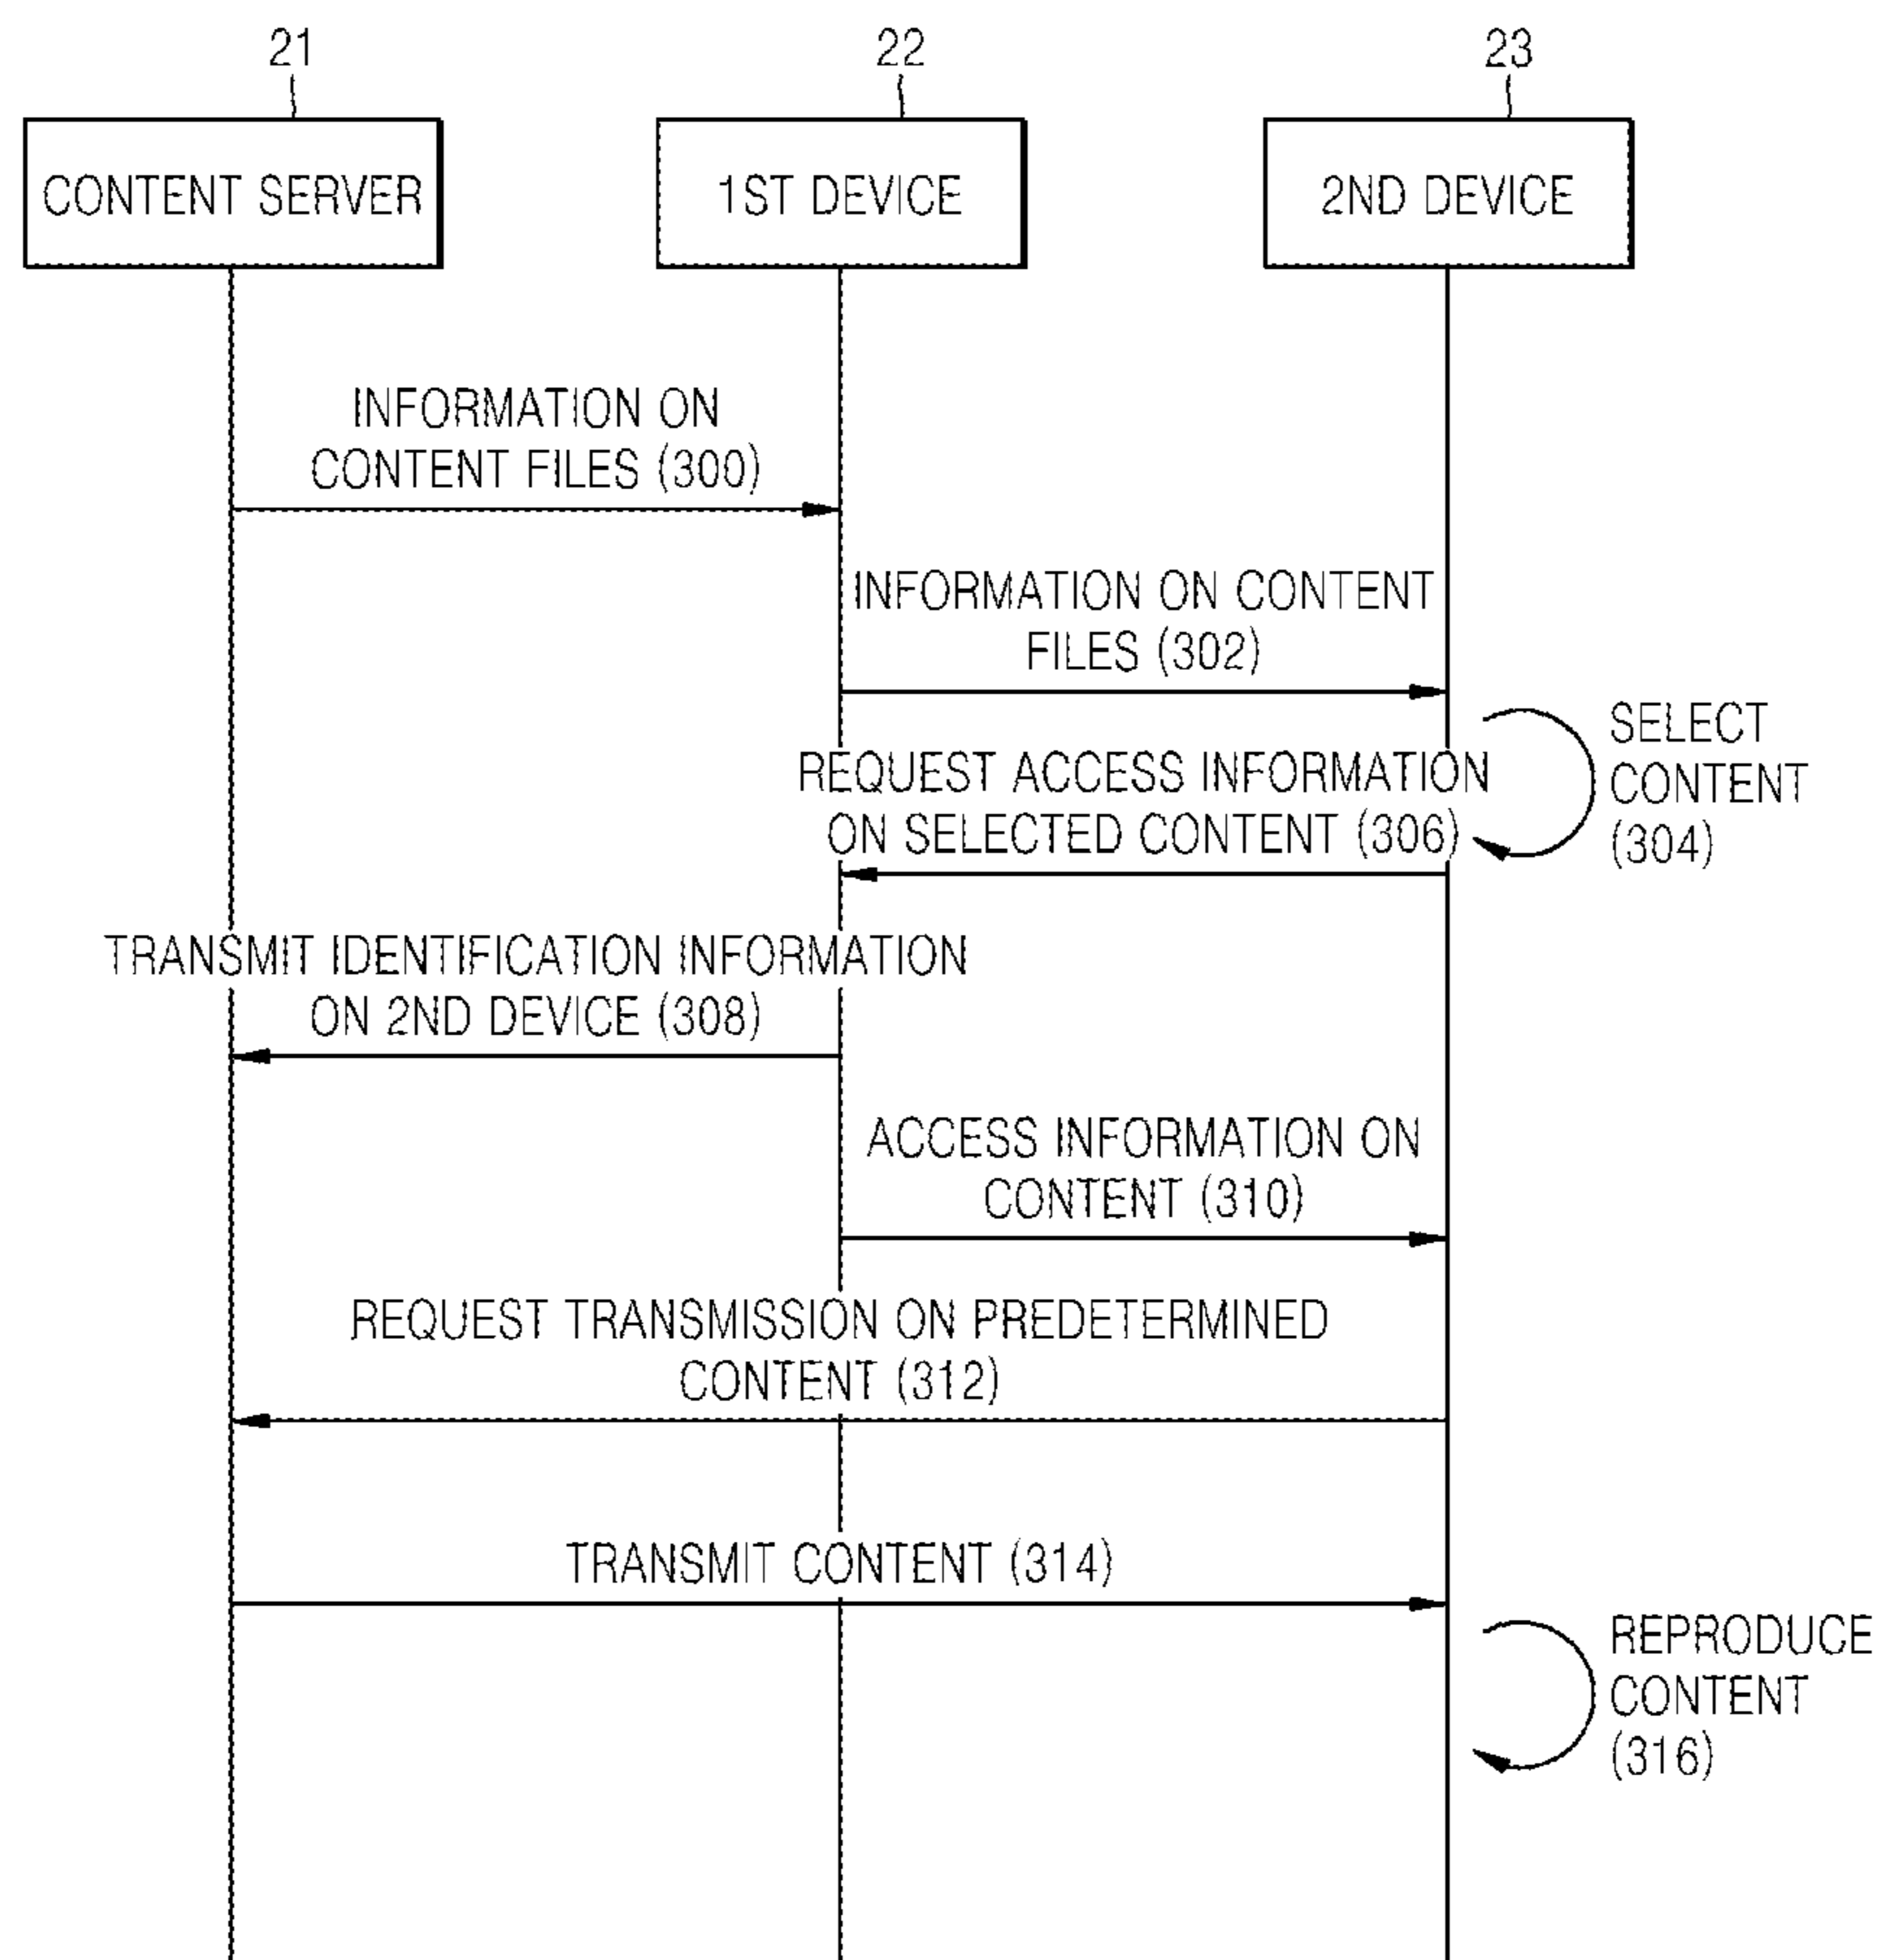 21
22
23
CONTENT SERVER
1ST DEVICE
2ND DEVICE
INFORMATION ON
CONTENT FILES (300)
INFORMATION ON CONTENT
FILES (302)
SELECT
CONTENT
(304)
REQUEST ACCESS INFORMATION
ON SELECTED CONTENT (306)
TRANSMIT IDENTIFICATION INFORMATION
ON 2ND DEVICE (308)
ACCESS INFORMATION ON
CONTENT (310)
REQUEST TRANSMISSION ON PREDETERMINED
CONTENT (312)
TRANSMIT CONTENT (314)
REPRODUCE
CONTENT
(316)